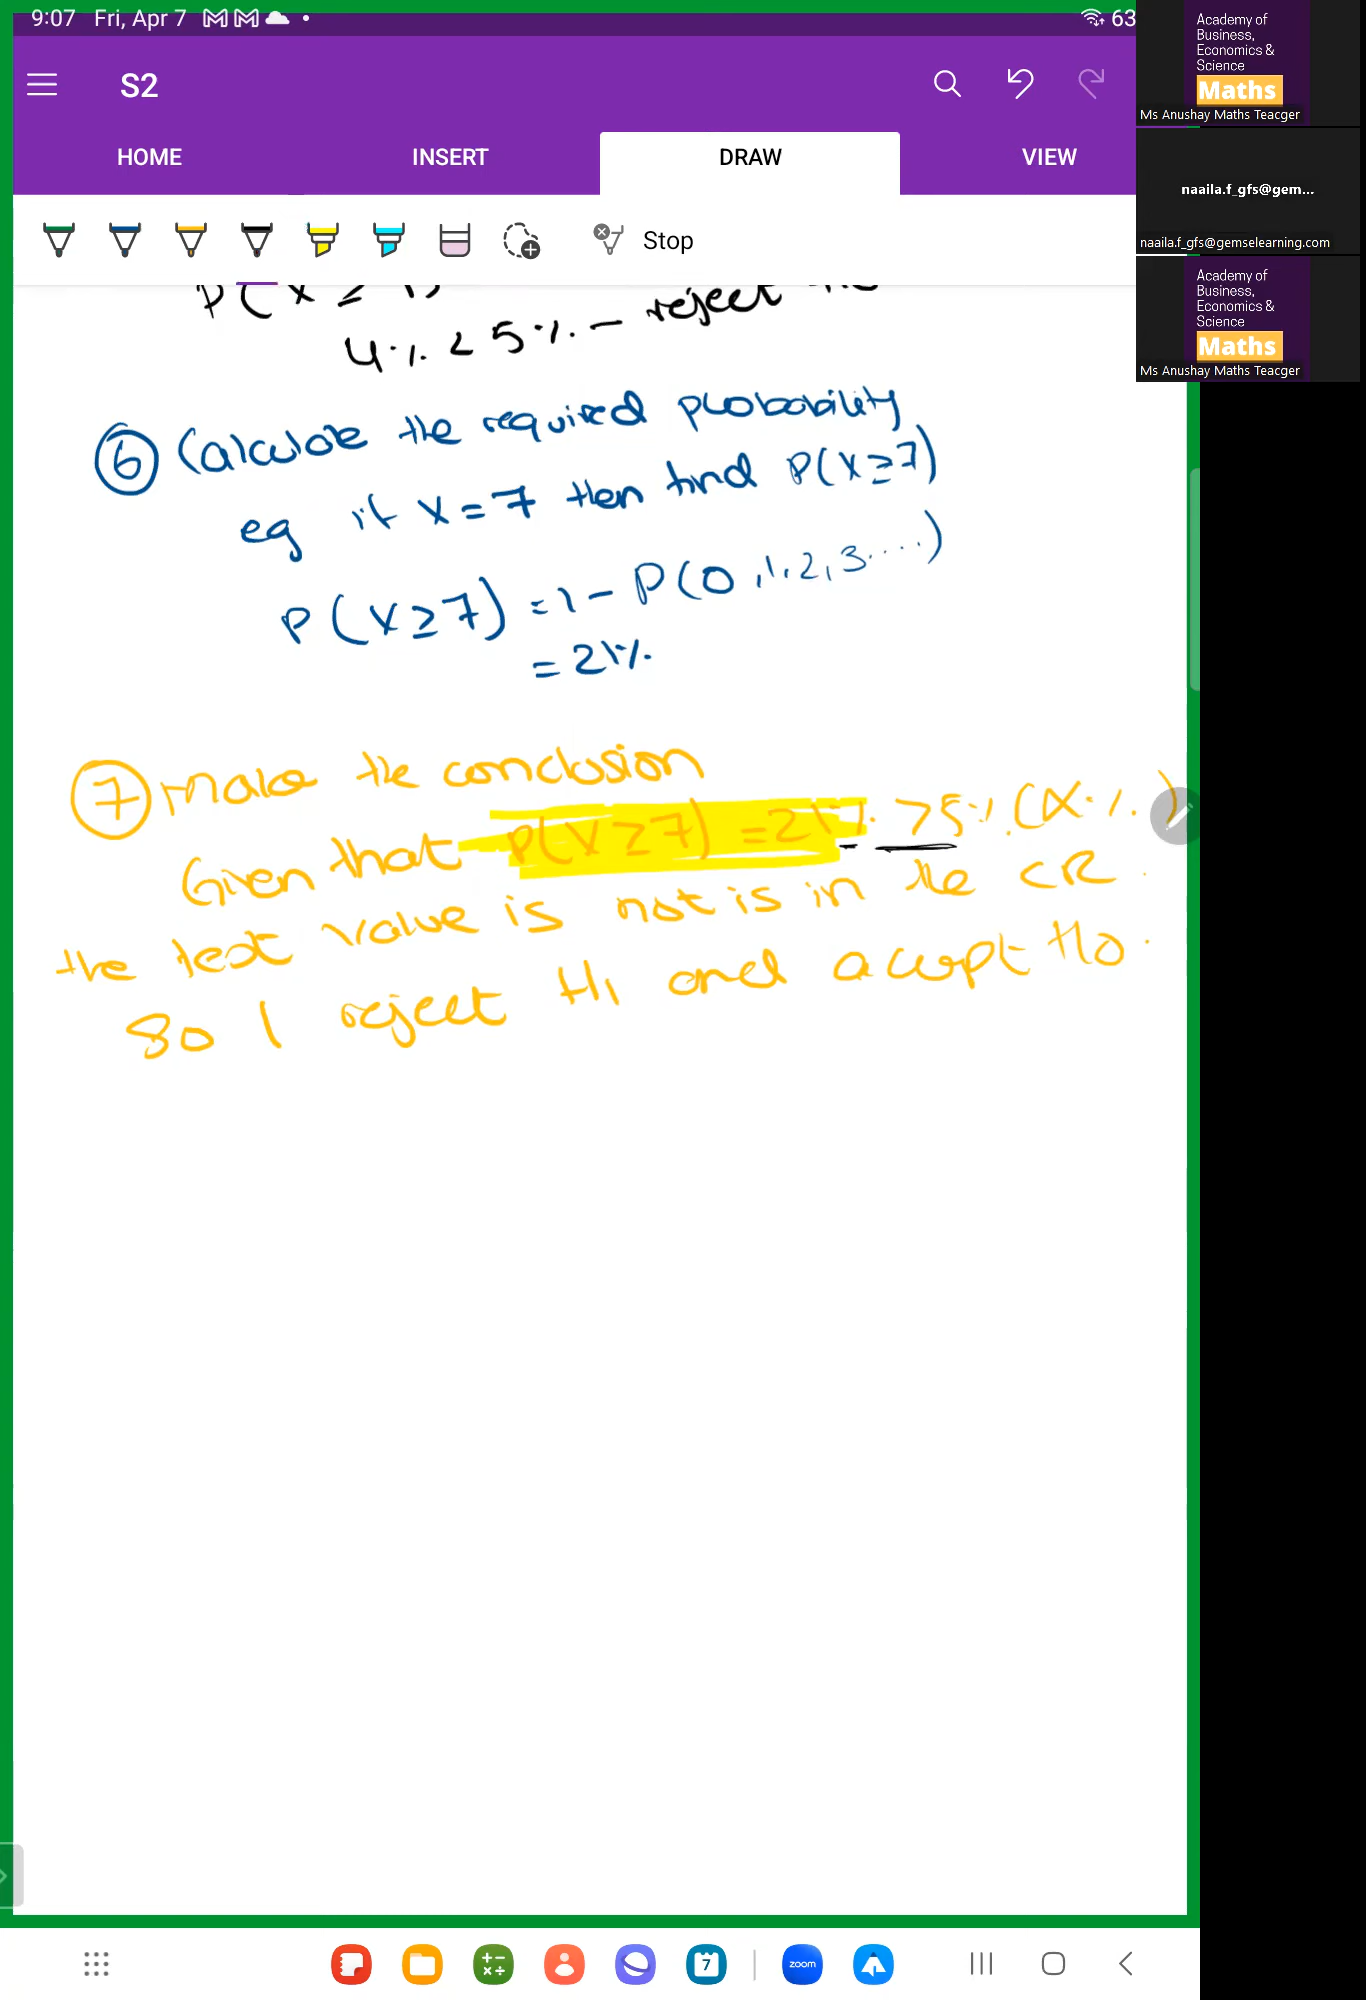 9:07 Fri, Apr 7
63
S2
HOME INSERT DRAW VIEW
Stop
Academy of
Business,
Economics &
Science
Maths
Ms Anushay Maths Teacger
naaila.f_gfs@gem...
naaila.f_gfs@gemselearning.com
Academy of
Business,
Economics &
Science
Maths
Ms Anushay Maths Teacger
4% < 5% - reject
6 Calculate the required probability
eg if X = 7 then find P(X ≥ 7)
P(X ≥ 7) = 1 - P(0, 1, 2, 3....)
= 21%
7 Make the conclusion
Given that P(X ≥ 7) = 21% > 5% (α%)
the test value is not is in the CR.
So I reject H1 and accept H0.
7
zoom